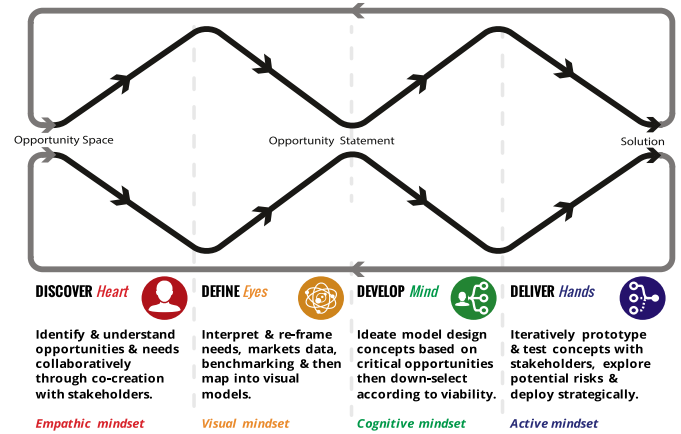 Opportunity Space
Opportunity Statement
Solution
DISCOVER Heart
Identify & understand
opportunities & needs
collaboratively
through co-creation
with stakeholders.
Empathic mindset
DEFINE Eyes
Interpret & re-frame
needs, markets data,
benchmarking & then
map into visual
models.
Visual mindset
DEVELOP Mind
Ideate model design
concepts based on
critical opportunities
then down-select
according to viability.
Cognitive mindset
DELIVER Hands
Iteratively prototype
& test concepts with
stakeholders, explore
potential risks &
deploy strategically.
Active mindset